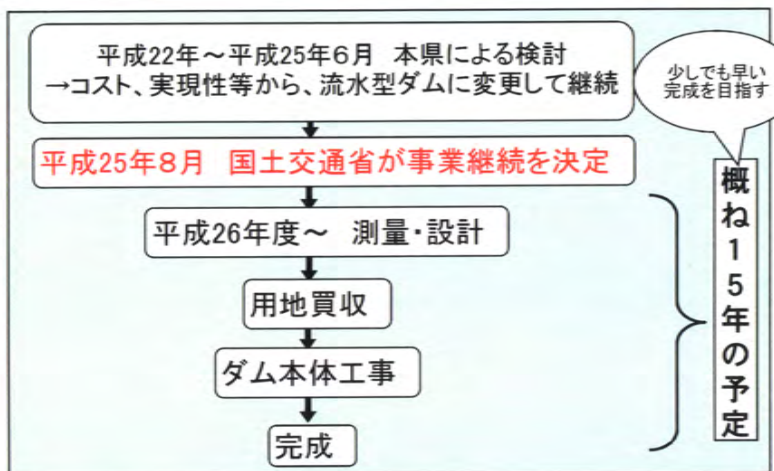 平成22年～平成25年6月 本県による検討
→コスト、実現性等から、流水型ダムに変更して継続
少しでも早い
完成を目指す
平成25年8月 国土交通省が事業継続を決定
平成26年度～ 測量・設計
用地買収
ダム本体工事
完成
概ね15年の予定